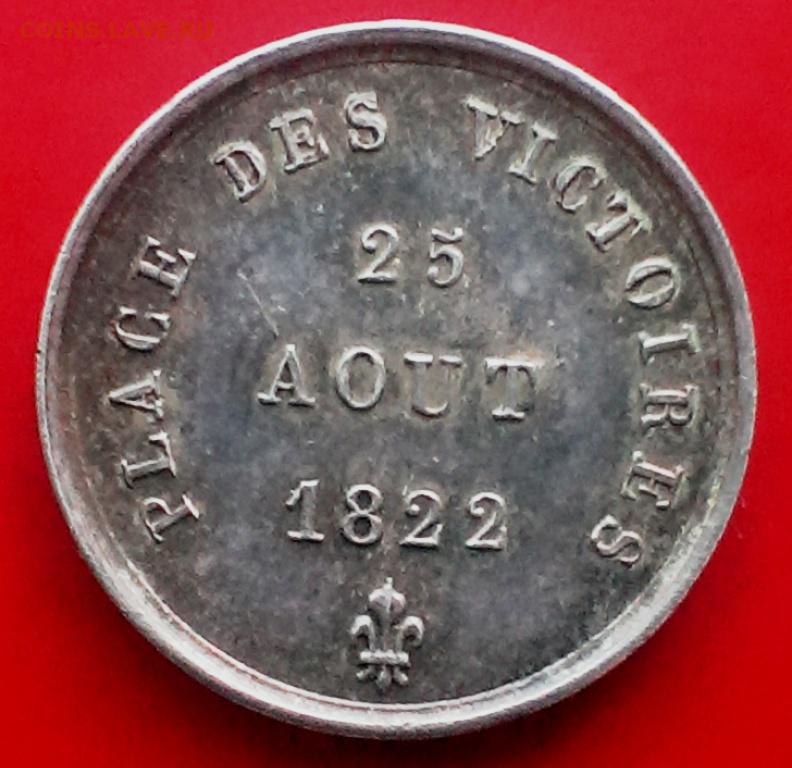 COINS.LAVE.RU
PLACE DES VICTOIRES
25
AOUT
1822